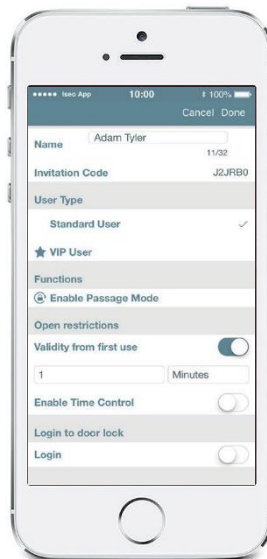 ●●●●● Iseo App 10:00 100%
Cancel Done
Name Adam Tyler
11/32
Invitation Code J2JRB0
User Type
Standard User
VIP User
Functions
Enable Passage Mode
Open restrictions
Validity from first use
1 Minutes
Enable Time Control
Login to door lock
Login